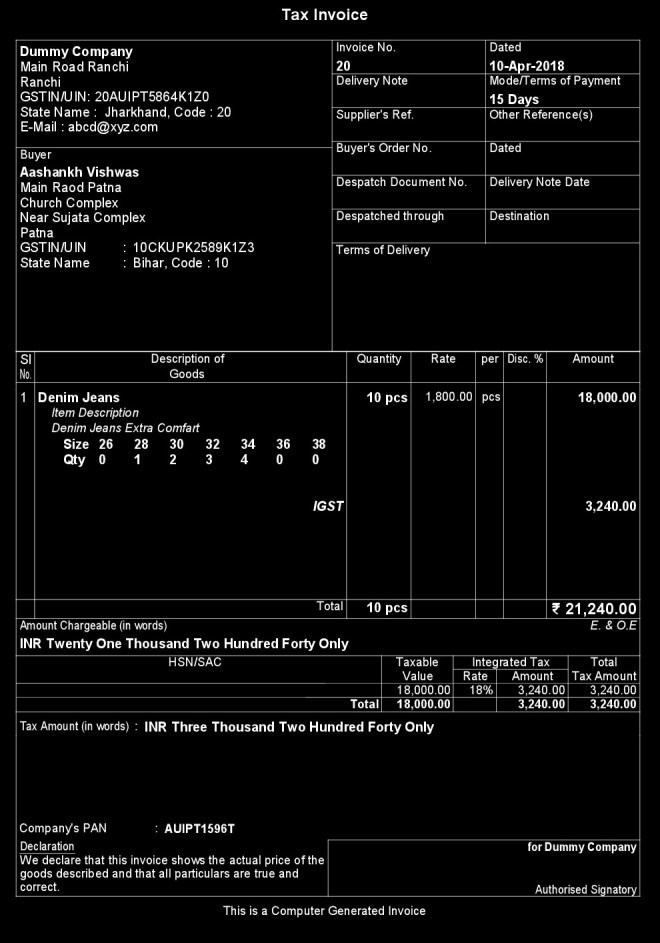 Tax Invoice
Dummy Company
Main Road Ranchi
Ranchi
GSTIN/UIN: 20AUIPT5864K1Z0
State Name : Jharkhand, Code : 20
E-Mail : abcd@xyz.com
Invoice No. Dated
20 10-Apr-2018
Delivery Note Mode/Terms of Payment
15 Days
Supplier's Ref. Other Reference(s)
Buyer's Order No. Dated
Despatch Document No. Delivery Note Date
Despatched through Destination
Terms of Delivery
Buyer
Aashankh Vishwas
Main Raod Patna
Church Complex
Near Sujata Complex
Patna
GSTIN/UIN : 10CKUPK2589K1Z3
State Name : Bihar, Code : 10
SI Description of Quantity Rate per Disc. % Amount
No. Goods
1 Denim Jeans 10 pcs 1,800.00 pcs 18,000.00
Item Description
Denim Jeans Extra Comfart
Size 26 28 30 32 34 36 38
Qty 0 1 2 3 4 0 0
IGST 3,240.00
Total 10 pcs ₹ 21,240.00
Amount Chargeable (in words) E. & O.E
INR Twenty One Thousand Two Hundred Forty Only
HSN/SAC Taxable Integrated Tax Total
Value Rate Amount Tax Amount
18,000.00 18% 3,240.00 3,240.00
Total 18,000.00 3,240.00 3,240.00
Tax Amount (in words) : INR Three Thousand Two Hundred Forty Only
Company's PAN : AUIPT1596T
Declaration
We declare that this invoice shows the actual price of the
goods described and that all particulars are true and
correct.
for Dummy Company
Authorised Signatory
This is a Computer Generated Invoice